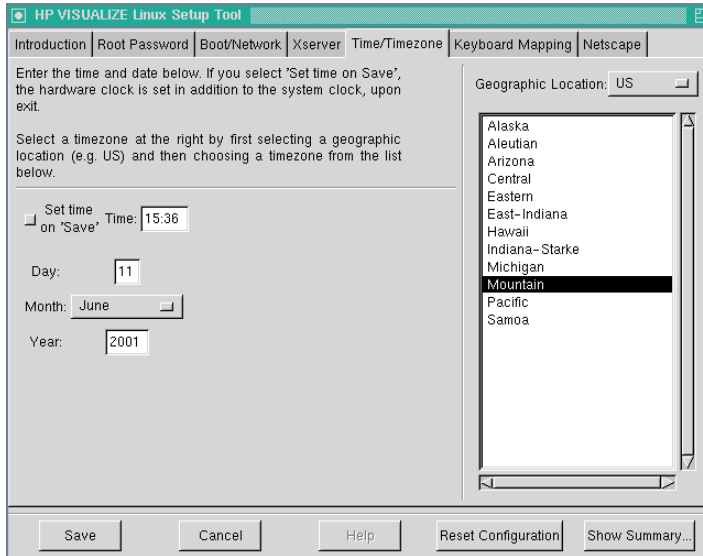 HP VISUALIZE Linux Setup Tool
Introduction Root Password Boot/Network Xserver Time/Timezone Keyboard Mapping Netscape
Enter the time and date below. If you select 'Set time on Save',
the hardware clock is set in addition to the system clock, upon
exit.
Select a timezone at the right by first selecting a geographic
location (e.g. US) and then choosing a timezone from the list
below.
Set time
on 'Save'
Time: 15:36
Day: 11
Month: June
Year: 2001
Geographic Location: US
Alaska
Aleutian
Arizona
Central
Eastern
East-Indiana
Hawaii
Indiana-Starke
Michigan
Mountain
Pacific
Samoa
Save Cancel Help Reset Configuration Show Summary...